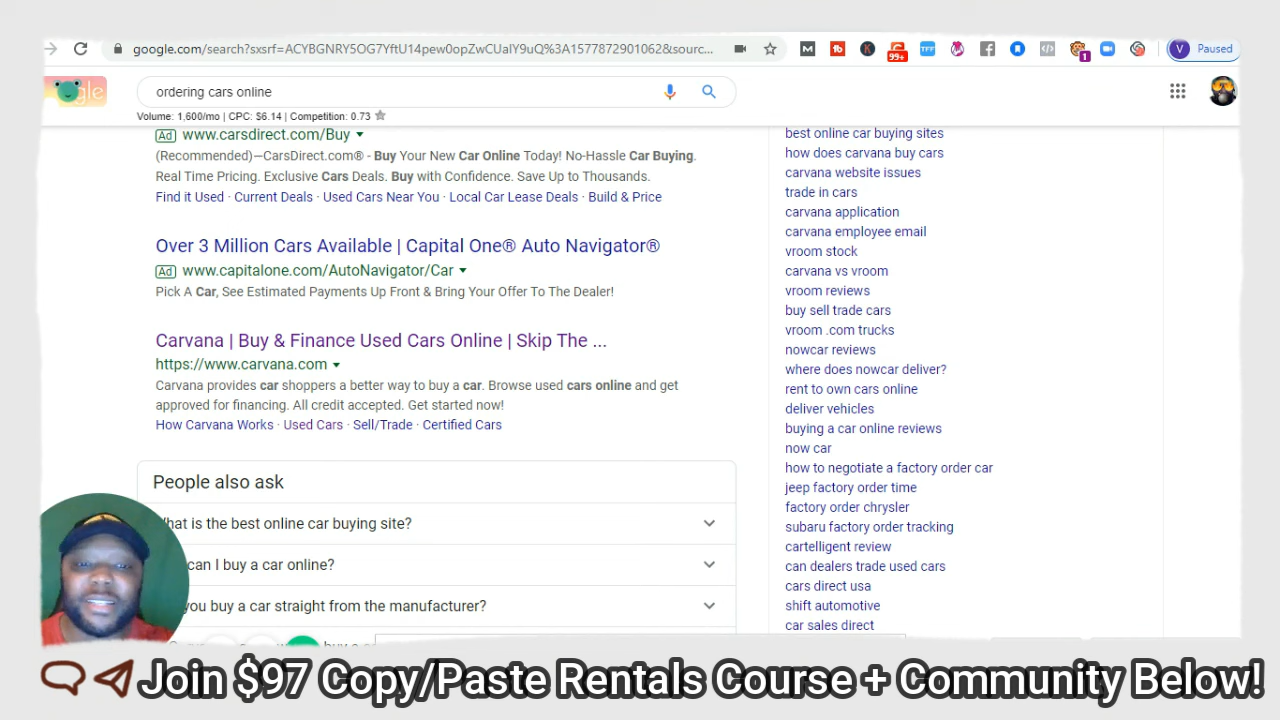 google.com/search?sxsrf=ACYBGNRY5OG7YftU14pew0opZwCUalY9uQ%3A1577872901062&sourc...
99+
TFF
1
V Paused
ordering cars online
Volume: 1,600/mo | CPC: $6.14 | Competition: 0.73
Ad www.carsdirect.com/Buy
(Recommended)—CarsDirect.com® - Buy Your New Car Online Today! No-Hassle Car Buying.
Real Time Pricing. Exclusive Cars Deals. Buy with Confidence. Save Up to Thousands.
Find it Used · Current Deals · Used Cars Near You · Local Car Lease Deals · Build & Price
Over 3 Million Cars Available | Capital One® Auto Navigator®
Ad www.capitalone.com/AutoNavigator/Car
Pick A Car, See Estimated Payments Up Front & Bring Your Offer To The Dealer!
Carvana | Buy & Finance Used Cars Online | Skip The ...
https://www.carvana.com
Carvana provides car shoppers a better way to buy a car. Browse used cars online and get
approved for financing. All credit accepted. Get started now!
How Carvana Works · Used Cars · Sell/Trade · Certified Cars
People also ask
hat is the best online car buying site?
can I buy a car online?
you buy a car straight from the manufacturer?
best online car buying sites
how does carvana buy cars
carvana website issues
trade in cars
carvana application
carvana employee email
vroom stock
carvana vs vroom
vroom reviews
buy sell trade cars
vroom .com trucks
nowcar reviews
where does nowcar deliver?
rent to own cars online
deliver vehicles
buying a car online reviews
now car
how to negotiate a factory order car
jeep factory order time
factory order chrysler
subaru factory order tracking
cartelligent review
can dealers trade used cars
cars direct usa
shift automotive
car sales direct
Join $97 Copy/Paste Rentals Course + Community Below!